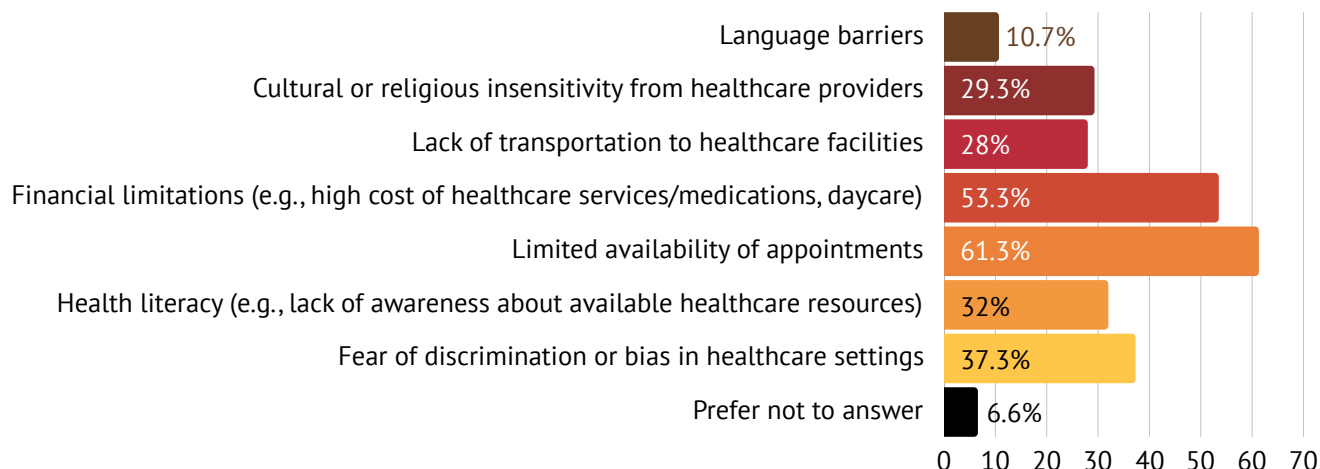 Language barriers 10.7%
Cultural or religious insensitivity from healthcare providers 29.3%
Lack of transportation to healthcare facilities 28%
Financial limitations (e.g., high cost of healthcare services/medications, daycare) 53.3%
Limited availability of appointments 61.3%
Health literacy (e.g., lack of awareness about available healthcare resources) 32%
Fear of discrimination or bias in healthcare settings 37.3%
Prefer not to answer 6.6%
0 10 20 30 40 50 60 70